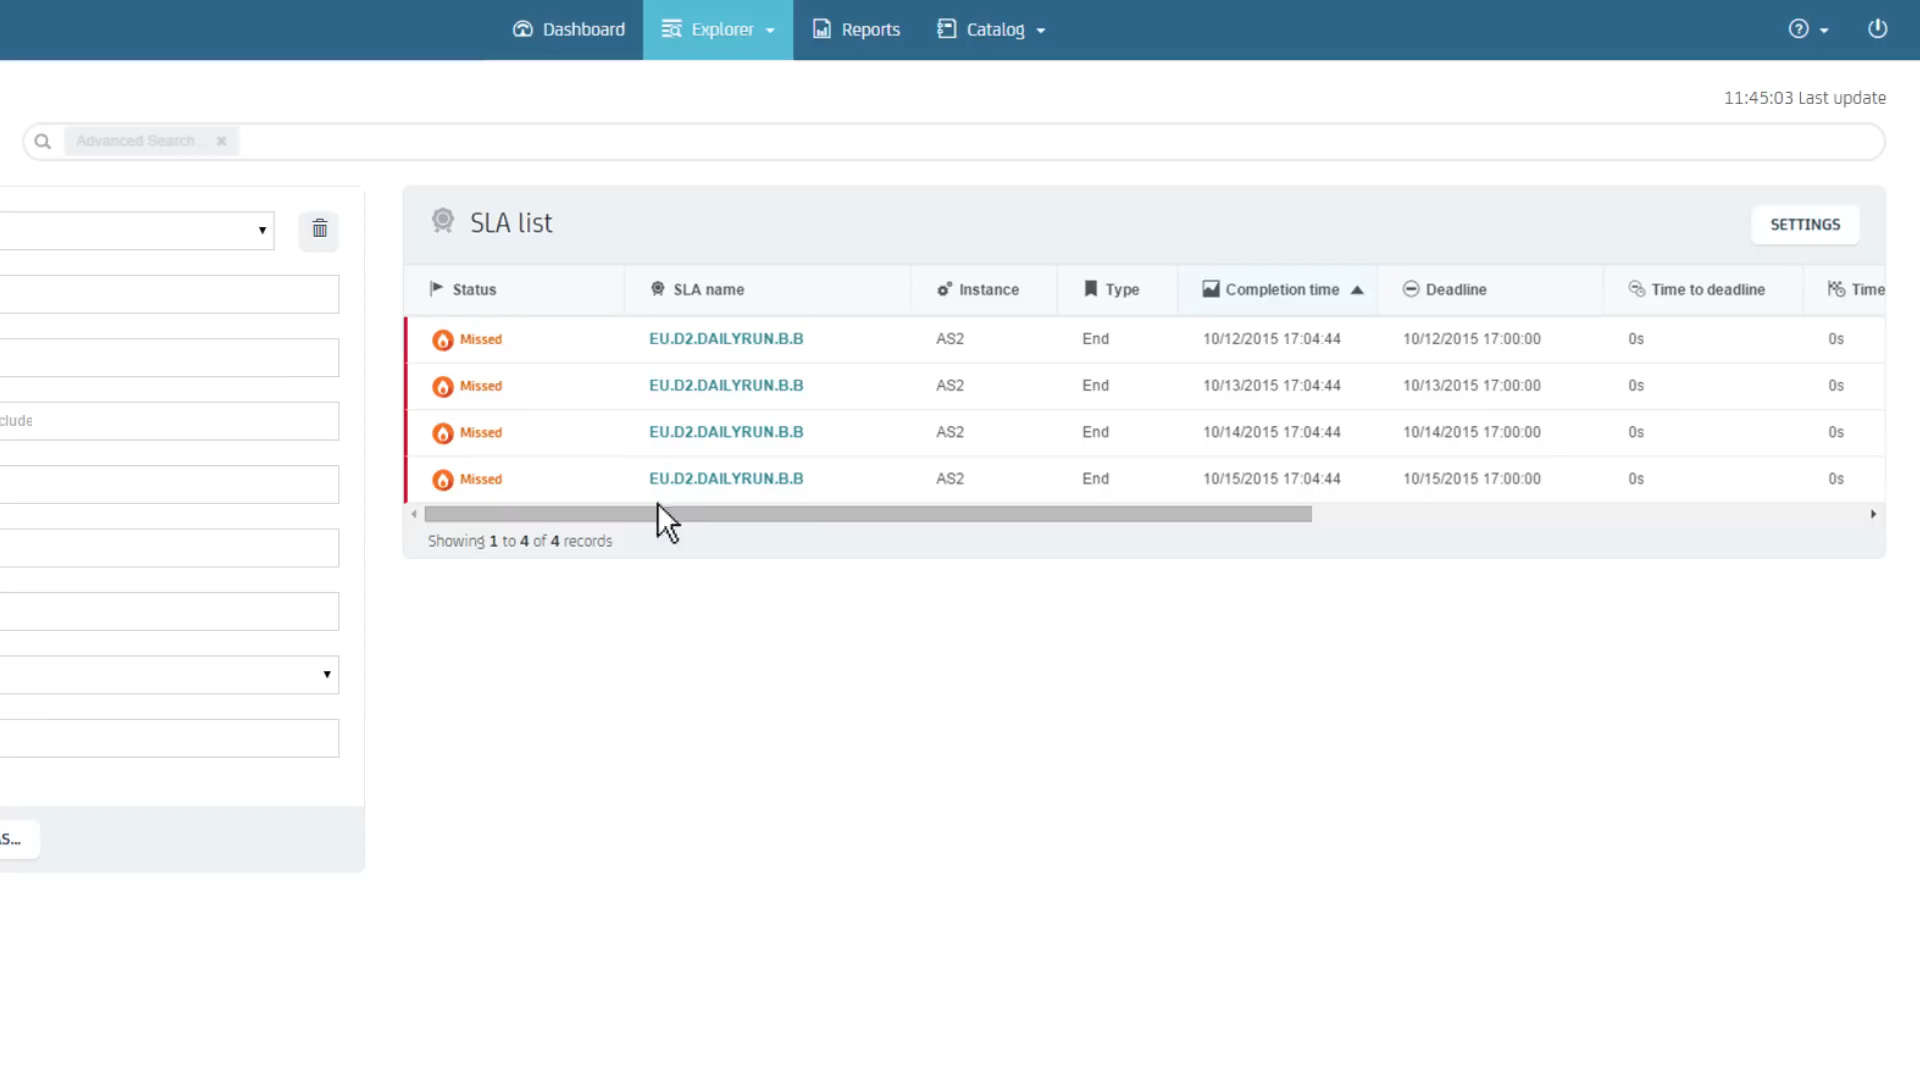 Dashboard Explorer Reports Catalog
11:45:03 Last update
Advanced Search...
SLA list
SETTINGS
Status SLA name Instance Type Completion time Deadline Time to deadline Time
Missed EU.D2.DAILYRUN.B.B AS2 End 10/12/2015 17:04:44 10/12/2015 17:00:00 0s 0s
Missed EU.D2.DAILYRUN.B.B AS2 End 10/13/2015 17:04:44 10/13/2015 17:00:00 0s 0s
clude
Missed EU.D2.DAILYRUN.B.B AS2 End 10/14/2015 17:04:44 10/14/2015 17:00:00 0s 0s
Missed EU.D2.DAILYRUN.B.B AS2 End 10/15/2015 17:04:44 10/15/2015 17:00:00 0s 0s
Showing 1 to 4 of 4 records
AS...